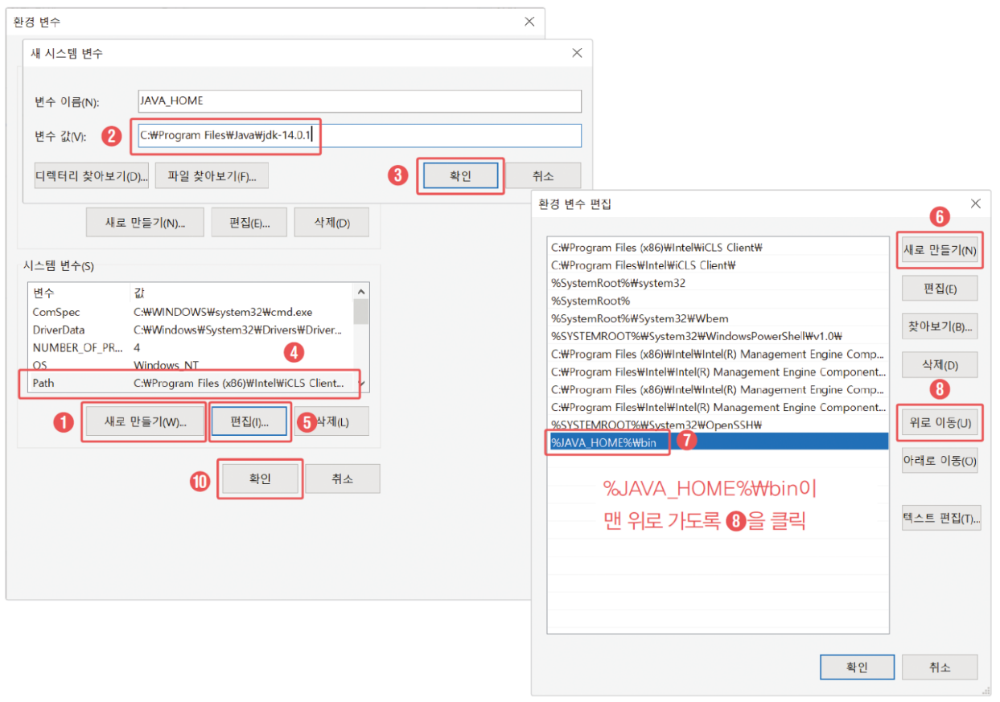 환경 변수
새 시스템 변수
변수 이름(N):
JAVA_HOME
변수 값(V):
❷
C:₩Program Files₩Java₩jdk-14.0.1
디렉터리 찾아보기(D)...
파일 찾아보기(F)...
❸
확인
취소
새로 만들기(N)...
편집(E)...
삭제(D)
시스템 변수(S)
변수 값
ComSpec C:₩WINDOWS₩system32₩cmd.exe
DriverData C:₩Windows₩System32₩Drivers₩Driver...
NUMBER_OF_PR... 4
❹
OS Windows_NT
Path C:₩Program Files (x86)₩Intel₩iCLS Client...
❶
새로 만들기(W)...
편집(I)...
❺
삭제(L)
❿
확인
취소
환경 변수 편집
C:₩Program Files (x86)₩Intel₩iCLS Client₩
C:₩Program Files₩Intel₩iCLS Client₩
%SystemRoot%₩system32
%SystemRoot%
%SystemRoot%₩System32₩Wbem
%SYSTEMROOT%₩System32₩WindowsPowerShell₩v1.0₩
C:₩Program Files (x86)₩Intel₩Intel(R) Management Engine Comp...
C:₩Program Files₩Intel₩Intel(R) Management Engine Component...
C:₩Program Files (x86)₩Intel₩Intel(R) Management Engine Comp...
C:₩Program Files₩Intel₩Intel(R) Management Engine Component...
%SYSTEMROOT%₩System32₩OpenSSH₩
%JAVA_HOME%₩bin
❼
%JAVA_HOME%₩bin이
맨 위로 가도록 ❽을 클릭
❻
새로 만들기(N)
편집(E)
찾아보기(B)...
삭제(D)
❽
위로 이동(U)
아래로 이동(O)
텍스트 편집(T)...
확인
취소